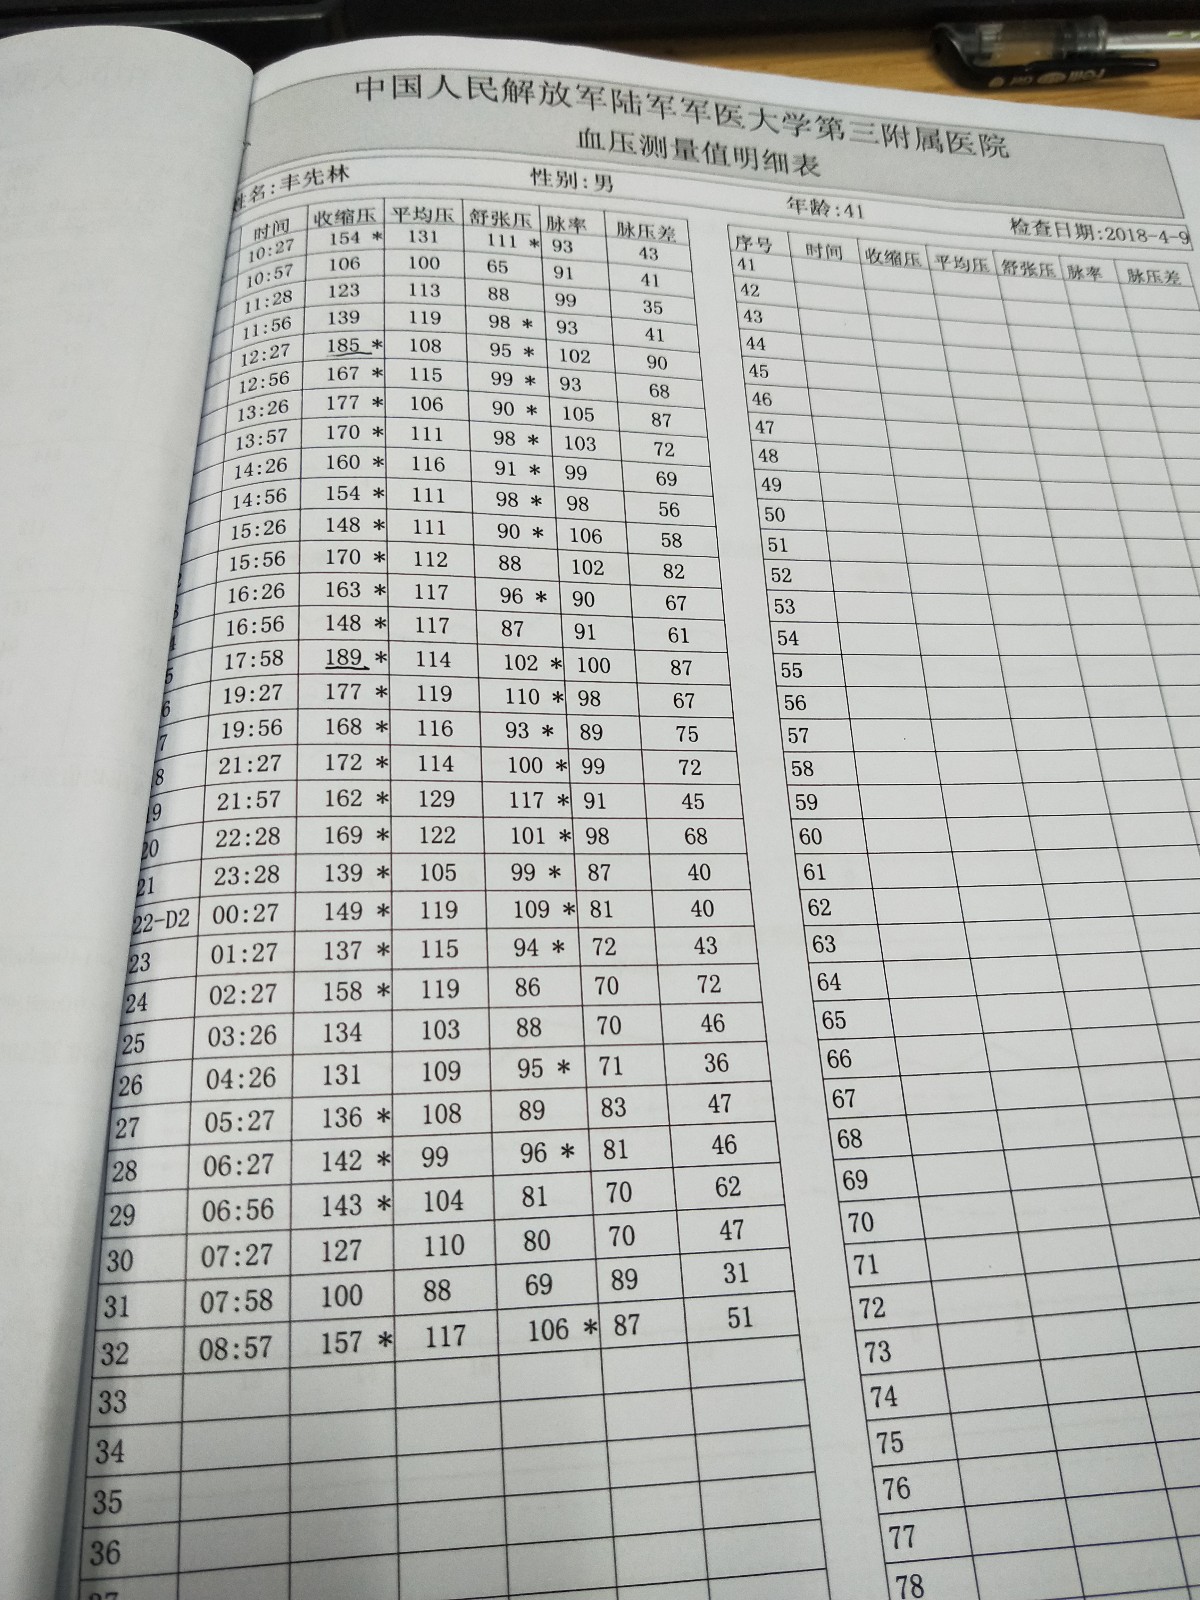 中国人民解放军陆军军医大学第三附属医院
血压测量值明细表
姓名:丰先林 性别:男 年龄:41 检查日期:2018-4-9
时间 收缩压 平均压 舒张压 脉率 脉压差
10:27 154 * 131 111 * 93 43
10:57 106 100 65 91 41
11:28 123 113 88 99 35
11:56 139 119 98 * 93 41
12:27 185 * 108 95 * 102 90
12:56 167 * 115 99 * 93 68
13:26 177 * 106 90 * 105 87
13:57 170 * 111 98 * 103 72
14:26 160 * 116 91 * 99 69
14:56 154 * 111 98 * 98 56
15:26 148 * 111 90 * 106 58
15:56 170 * 112 88 102 82
16:26 163 * 117 96 * 90 67
16:56 148 * 117 87 91 61
5 17:58 189 * 114 102 * 100 87
6 19:27 177 * 119 110 * 98 67
7 19:56 168 * 116 93 * 89 75
8 21:27 172 * 114 100 * 99 72
19 21:57 162 * 129 117 * 91 45
20 22:28 169 * 122 101 * 98 68
21 23:28 139 * 105 99 * 87 40
22-D2 00:27 149 * 119 109 * 81 40
23 01:27 137 * 115 94 * 72 43
24 02:27 158 * 119 86 70 72
25 03:26 134 103 88 70 46
26 04:26 131 109 95 * 71 36
27 05:27 136 * 108 89 83 47
28 06:27 142 * 99 96 * 81 46
29 06:56 143 * 104 81 70 62
30 07:27 127 110 80 70 47
31 07:58 100 88 69 89 31
32 08:57 157 * 117 106 * 87 51
33
34
35
36
序号 时间 收缩压 平均压 舒张压 脉率 脉压差
41
42
43
44
45
46
47
48
49
50
51
52
53
54
55
56
57
58
59
60
61
62
63
64
65
66
67
68
69
70
71
72
73
74
75
76
77
78